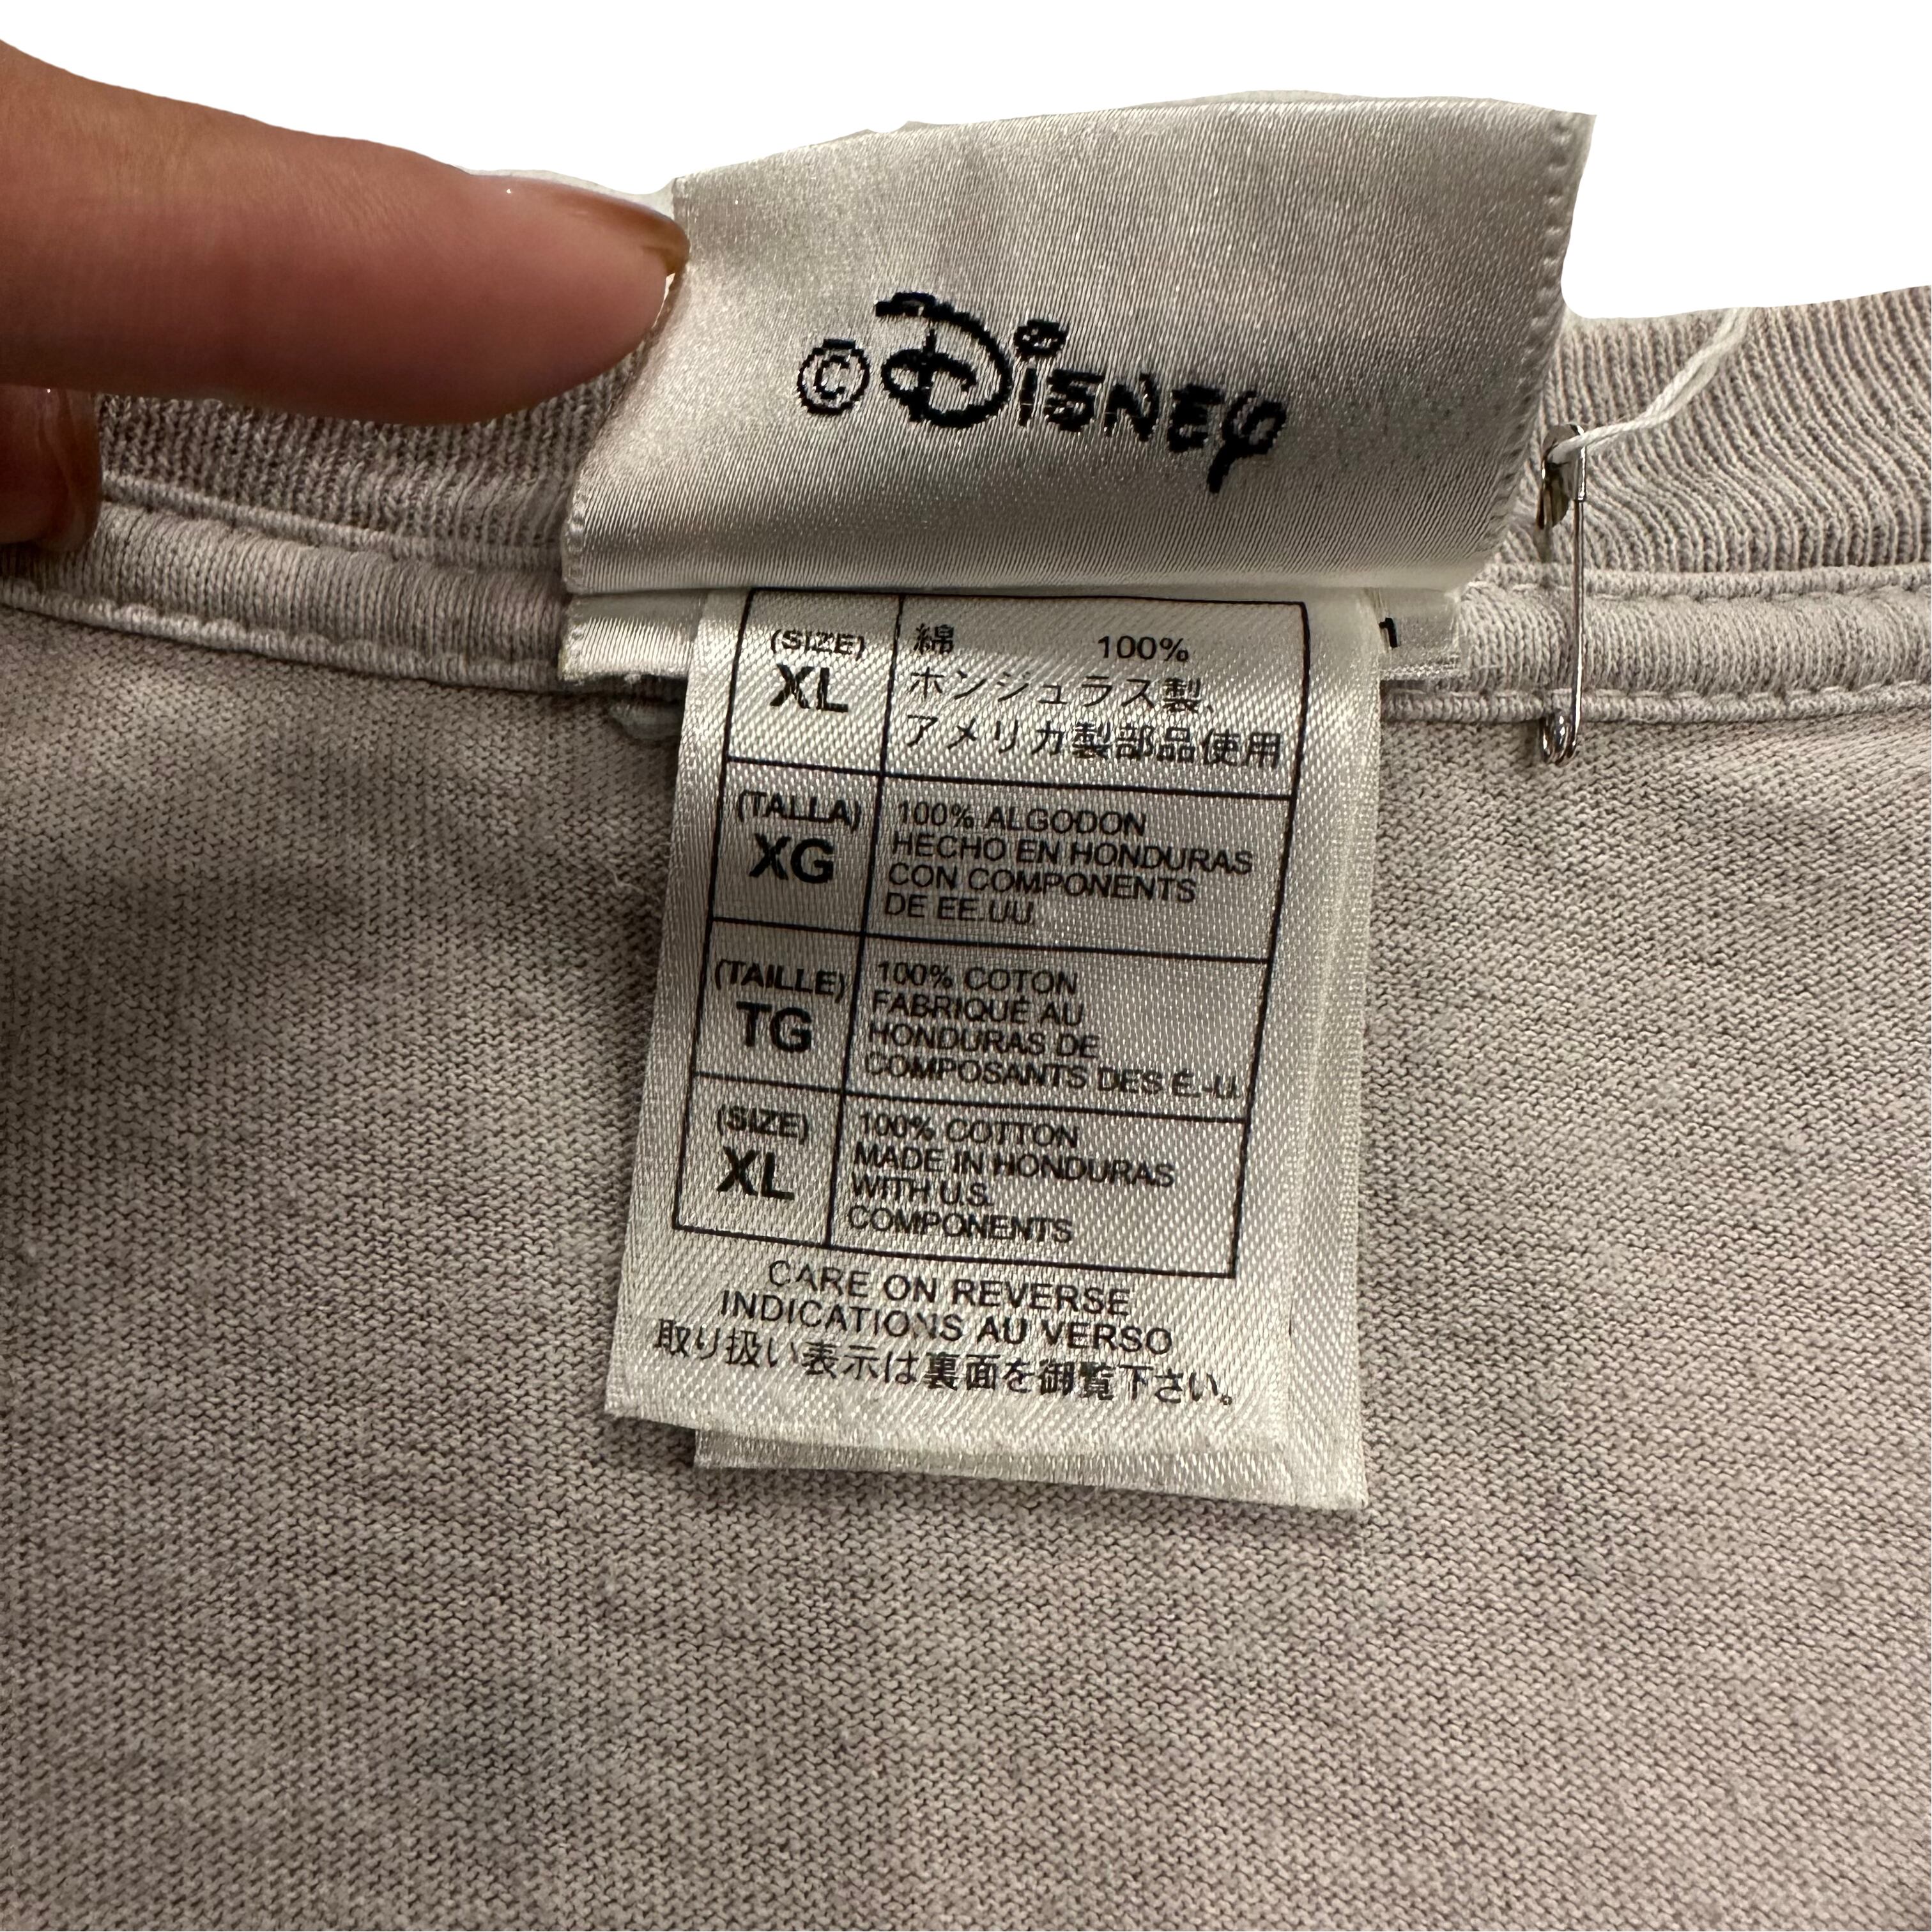 ©Disney
(SIZE)
XL
綿 100%
ホンジュラス製、
アメリカ製部品使用
(TALLA)
XG
100% ALGODON
HECHO EN HONDURAS
CON COMPONENTS
DE EE.UU.
(TAILLE)
TG
100% COTON
FABRIQUÉ AU
HONDURAS DE
COMPOSANTS DES É.-U.
(SIZE)
XL
100% COTTON
MADE IN HONDURAS
WITH U.S.
COMPONENTS
CARE ON REVERSE
INDICATIONS AU VERSO
取り扱い表示は裏面を御覧下さい。